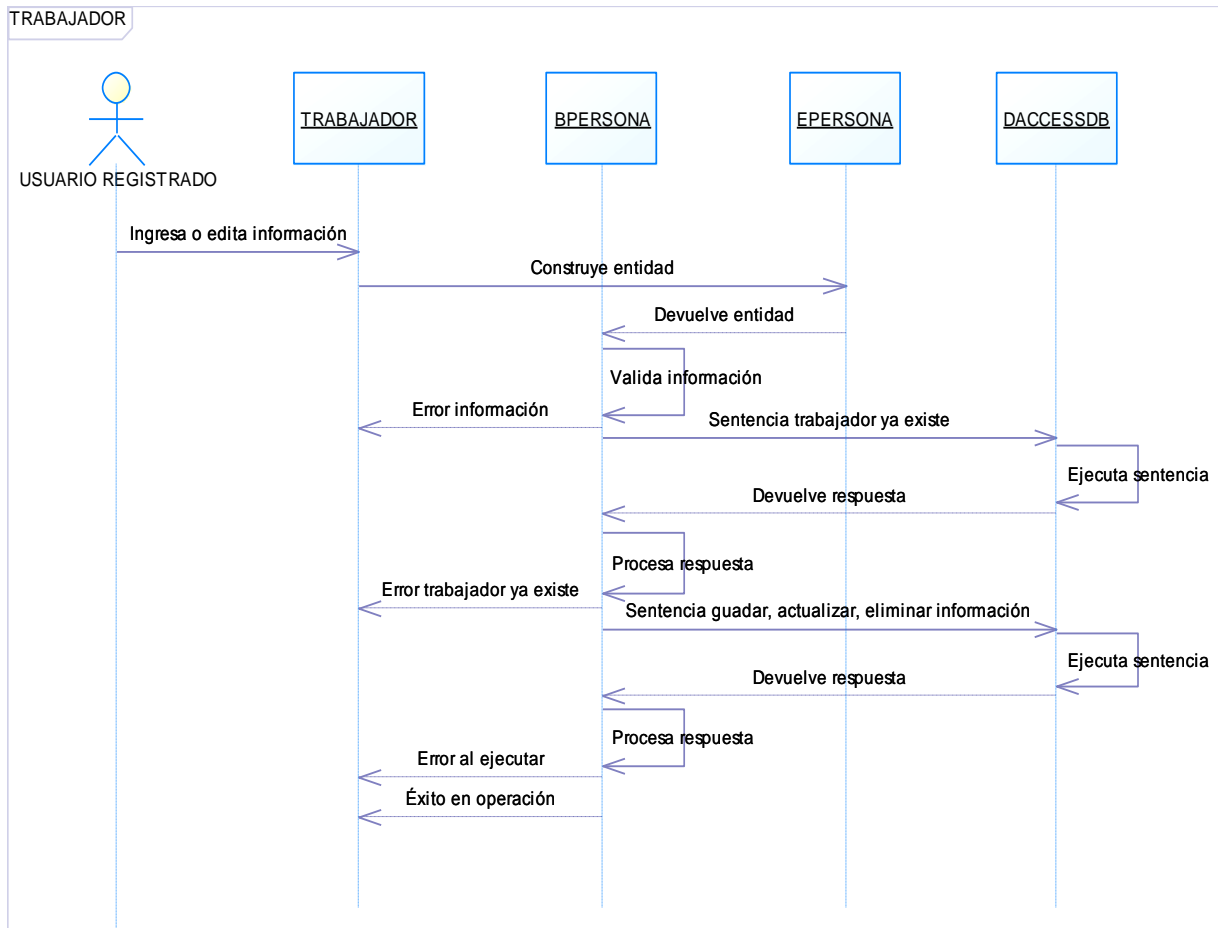 TRABAJADOR
TRABAJADOR
BPERSONA
EPERSONA
DACCESSDB
USUARIO REGISTRADO
Ingresa o edita información
Construye entidad
Devuelve entidad
Valida información
Error información
Sentencia trabajador ya existe
Ejecuta sentencia
Devuelve respuesta
Procesa respuesta
Error trabajador ya existe
Sentencia guadar, actualizar, eliminar información
Ejecuta sentencia
Devuelve respuesta
Procesa respuesta
Error al ejecutar
Éxito en operación